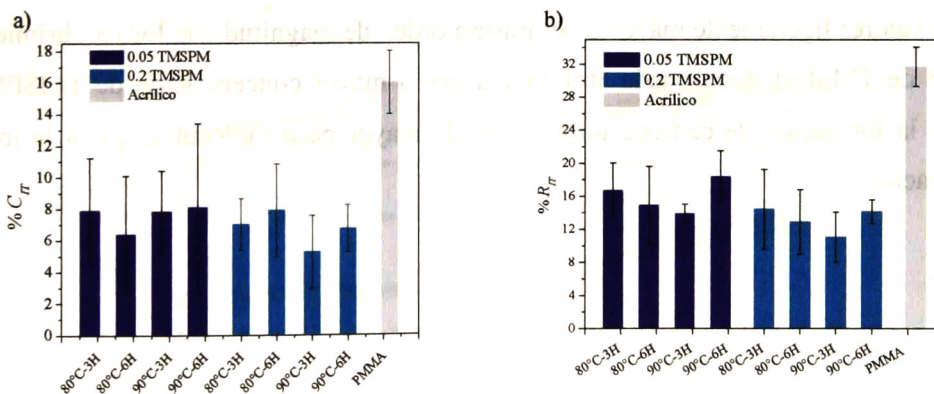 a)
% C_IT
18
16
14
12
10
8
6
4
2
0
0.05 TMSPM
0.2 TMSPM
Acrílico
80°C-3H
80°C-6H
90°C-3H
90°C-6H
80°C-3H
80°C-6H
90°C-3H
90°C-6H
PMMA
b)
% R_IT
32
28
24
20
16
12
8
4
0
0.05 TMSPM
0.2 TMSPM
Acrílico
80°C-3H
80°C-6H
90°C-3H
90°C-6H
80°C-3H
80°C-6H
90°C-3H
90°C-6H
PMMA